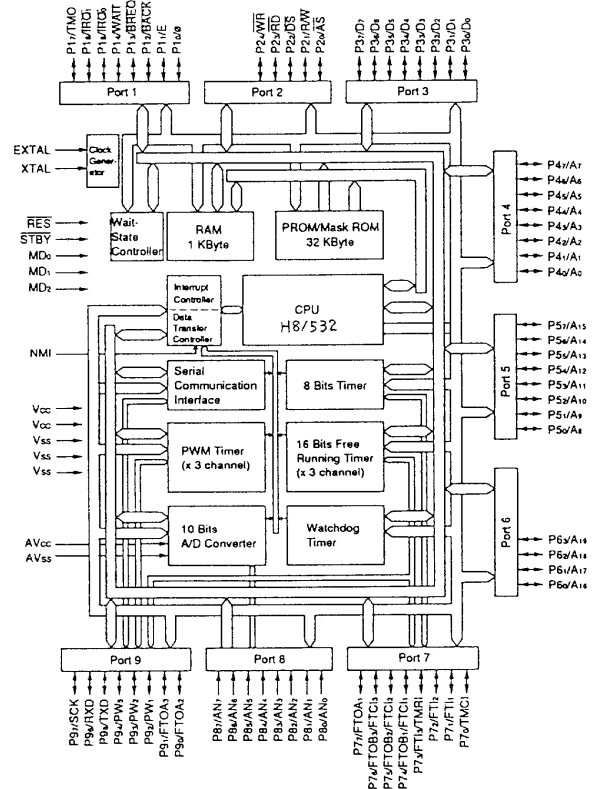 P1₇/TMO
P1₆/IRQ₁
P1₅/IRQ₀
P1₄/WAIT
P1₃/BREQ
P1₂/BACK
P1₁/E
P1₀/ø
P2₄/WR
P2₃/RD
P2₂/DS
P2₁/R/W
P2₀/AS
P3₇/D₇
P3₆/D₆
P3₅/D₅
P3₄/D₄
P3₃/D₃
P3₂/D₂
P3₁/D₁
P3₀/D₀
Port 1
Port 2
Port 3
EXTAL
XTAL
Clock
Gener-
ator
RES
STBY
MD₀
MD₁
MD₂
Wait-
State
Controller
RAM
1 KByte
PROM/Mask ROM
32 KByte
Port 4
P4₇/A₇
P4₆/A₆
P4₅/A₅
P4₄/A₄
P4₃/A₃
P4₂/A₂
P4₁/A₁
P4₀/A₀
Interrupt
Controller
Data
Transfer
Controller
CPU
H8/532
NMI
Serial
Communication
Interface
8 Bits Timer
Port 5
P5₇/A₁₅
P5₆/A₁₄
P5₅/A₁₃
P5₄/A₁₂
P5₃/A₁₁
P5₂/A₁₀
P5₁/A₉
P5₀/A₈
Vcc
Vcc
Vss
Vss
Vss
PWM Timer
(x 3 channel)
16 Bits Free
Running Timer
(x 3 channel)
10 Bits
A/D Converter
Watchdog
Timer
AVcc
AVss
Port 6
P6₃/A₁₉
P6₂/A₁₈
P6₁/A₁₇
P6₀/A₁₆
Port 9
Port 8
Port 7
P9₇/SCK
P9₆/RXD
P9₅/TXD
P9₄/PW₃
P9₃/PW₂
P9₂/PW₁
P9₁/FTOA₃
P9₀/FTOA₂
P8₇/AN₇
P8₆/AN₆
P8₅/AN₅
P8₄/AN₄
P8₃/AN₃
P8₂/AN₂
P8₁/AN₁
P8₀/AN₀
P7₇/FTOA₁
P7₆/FTOB₃/FTCI₃
P7₅/FTOB₂/FTCI₂
P7₄/FTOB₁/FTCI₁
P7₃/FTI₃/TMRI
P7₂/FTI₂
P7₁/FTI₁
P7₀/TMCI